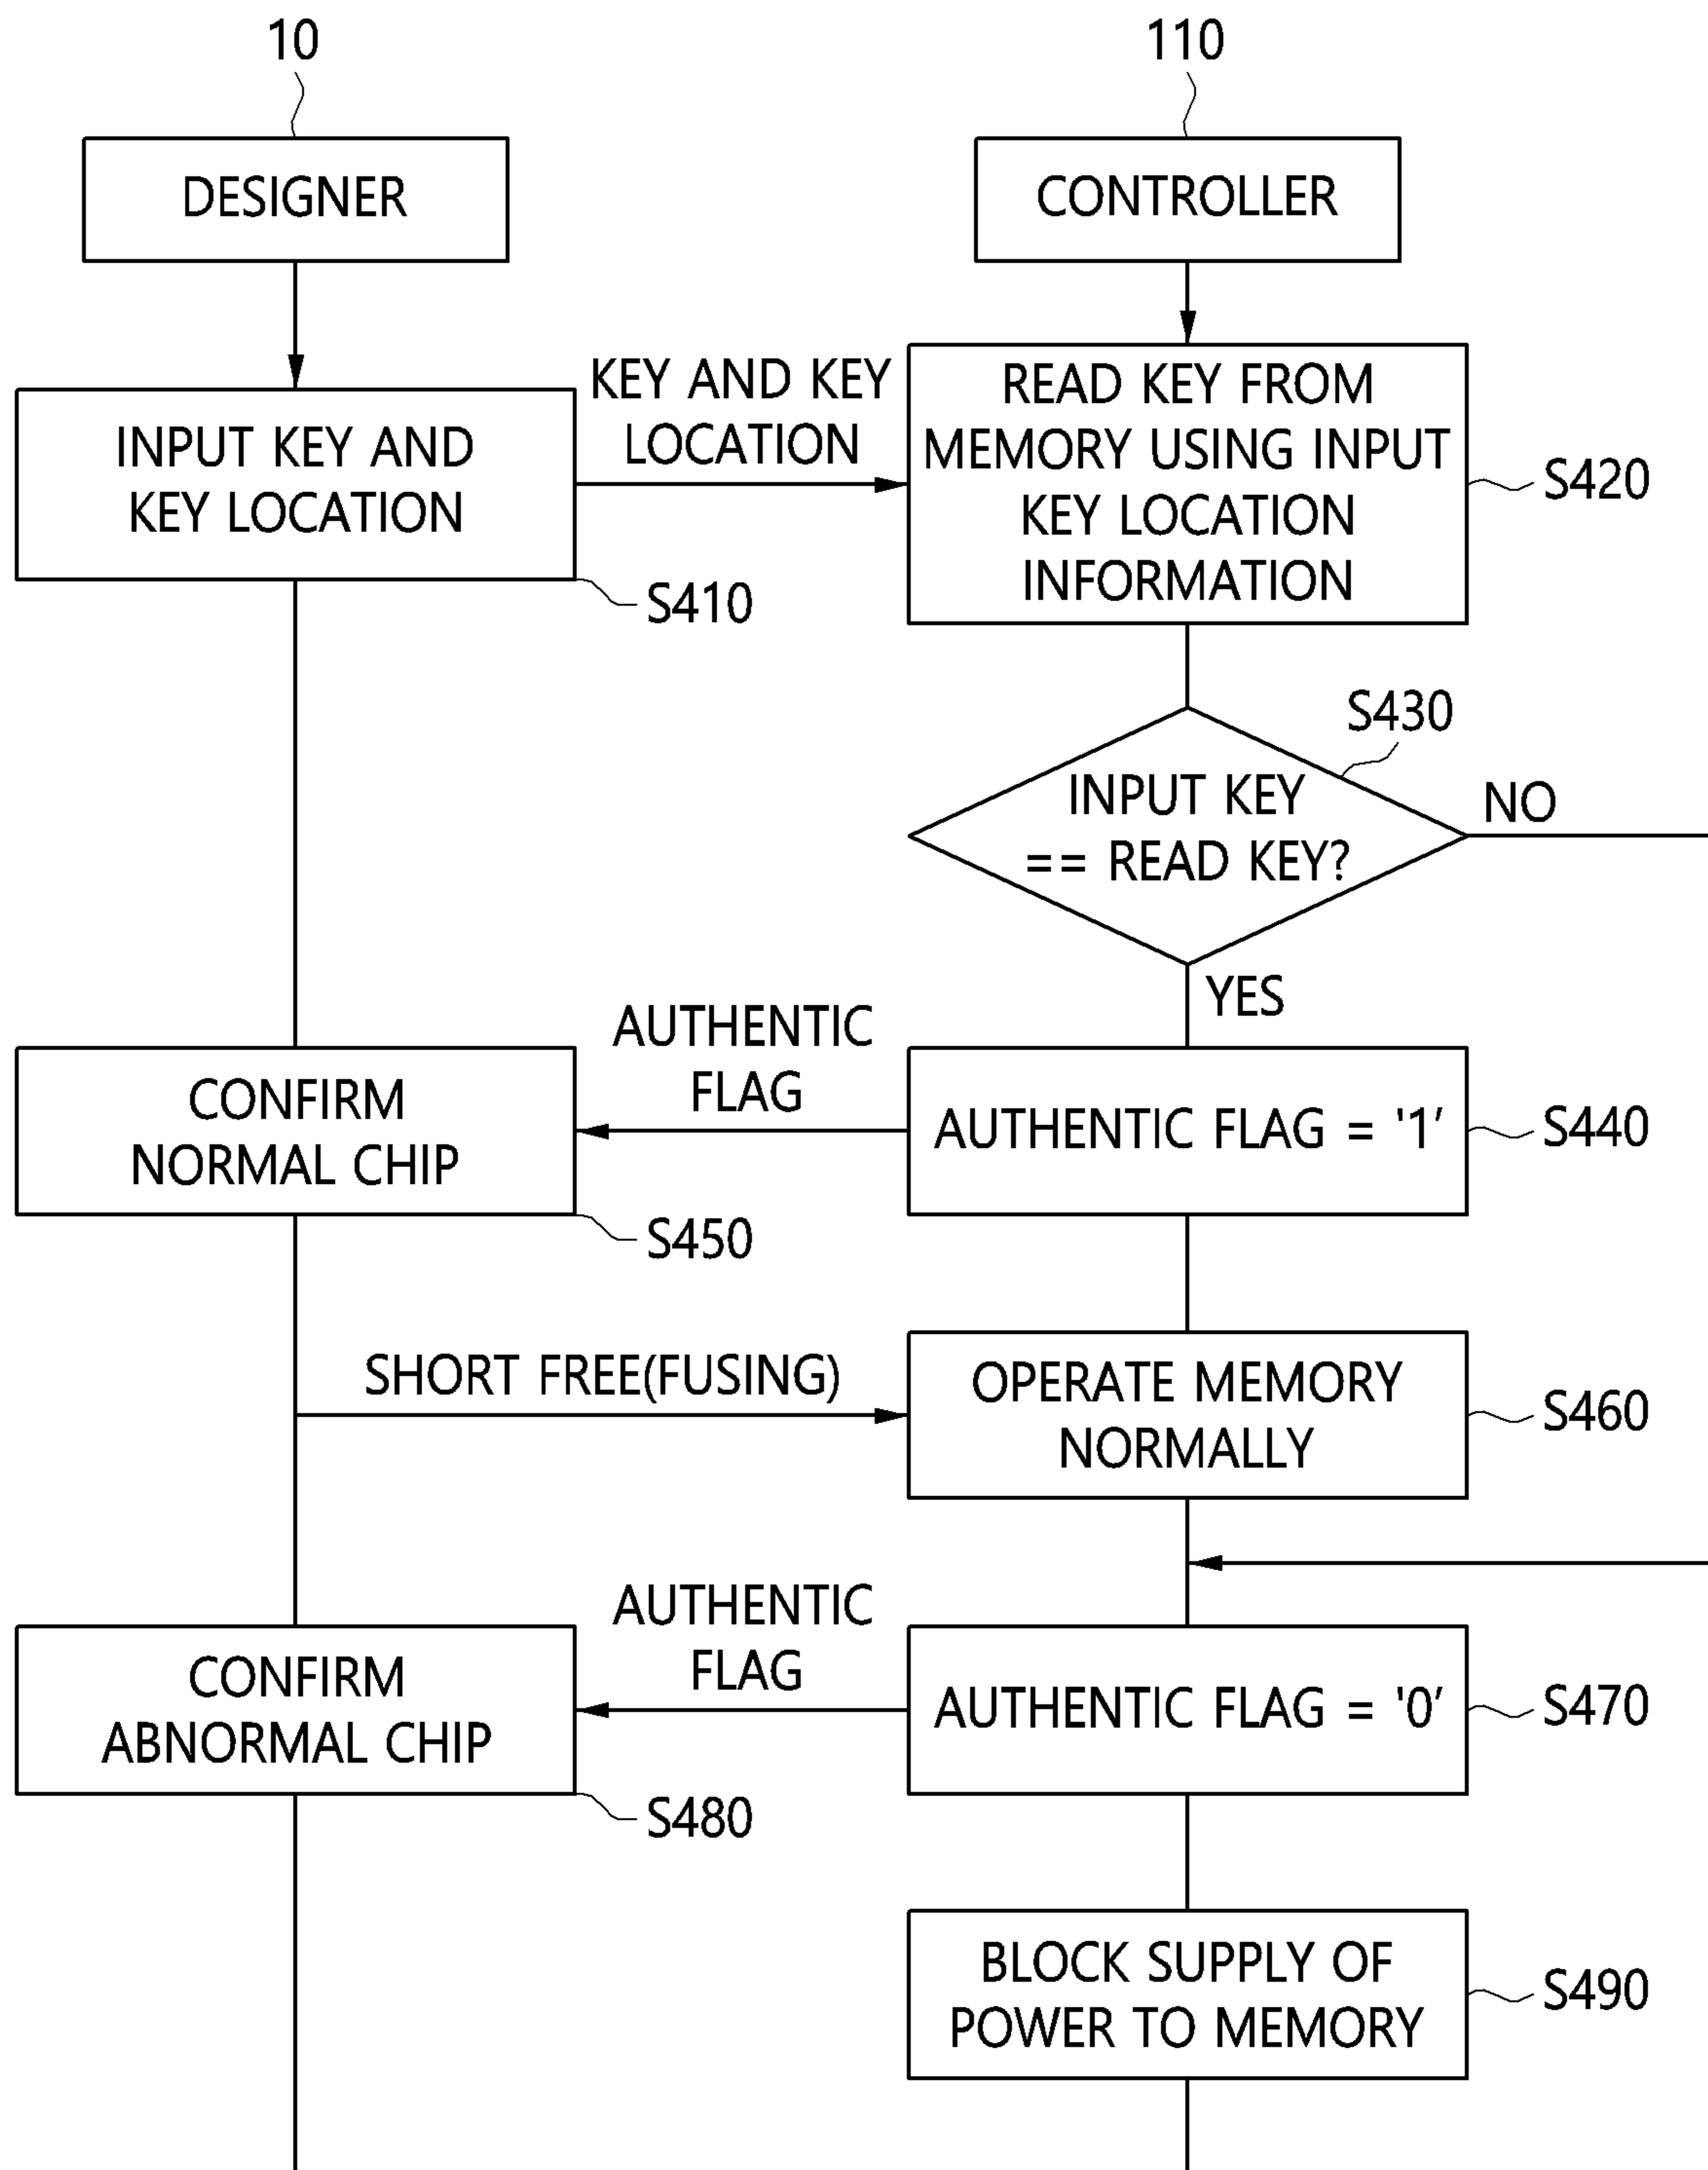 10
110
DESIGNER
CONTROLLER
INPUT KEY AND
KEY LOCATION
S410
KEY AND KEY
LOCATION
READ KEY FROM
MEMORY USING INPUT
KEY LOCATION
INFORMATION
S420
S430
INPUT KEY
== READ KEY?
NO
YES
AUTHENTIC
FLAG
CONFIRM
NORMAL CHIP
S450
AUTHENTIC FLAG = '1'
S440
SHORT FREE(FUSING)
OPERATE MEMORY
NORMALLY
S460
AUTHENTIC
FLAG
CONFIRM
ABNORMAL CHIP
S480
AUTHENTIC FLAG = '0'
S470
BLOCK SUPPLY OF
POWER TO MEMORY
S490